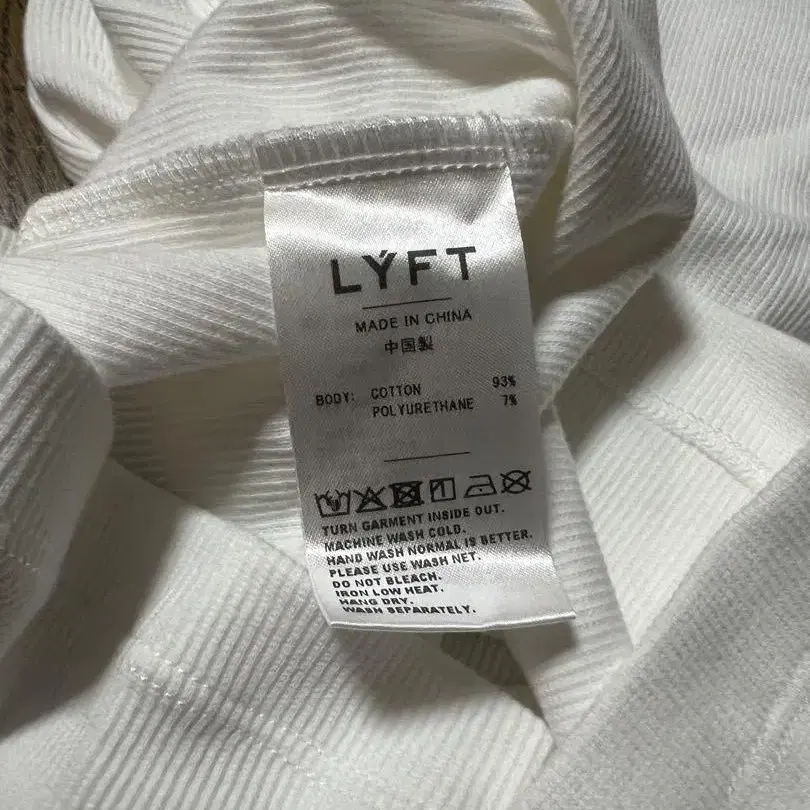 LÝFT
MADE IN CHINA
中国製
BODY: COTTON 93%
POLYURETHANE 7%
TURN GARMENT INSIDE OUT.
MACHINE WASH COLD.
HAND WASH NORMAL IS BETTER.
PLEASE USE WASH NET.
DO NOT BLEACH.
IRON LOW HEAT.
HANG DRY.
WASH SEPARATELY.